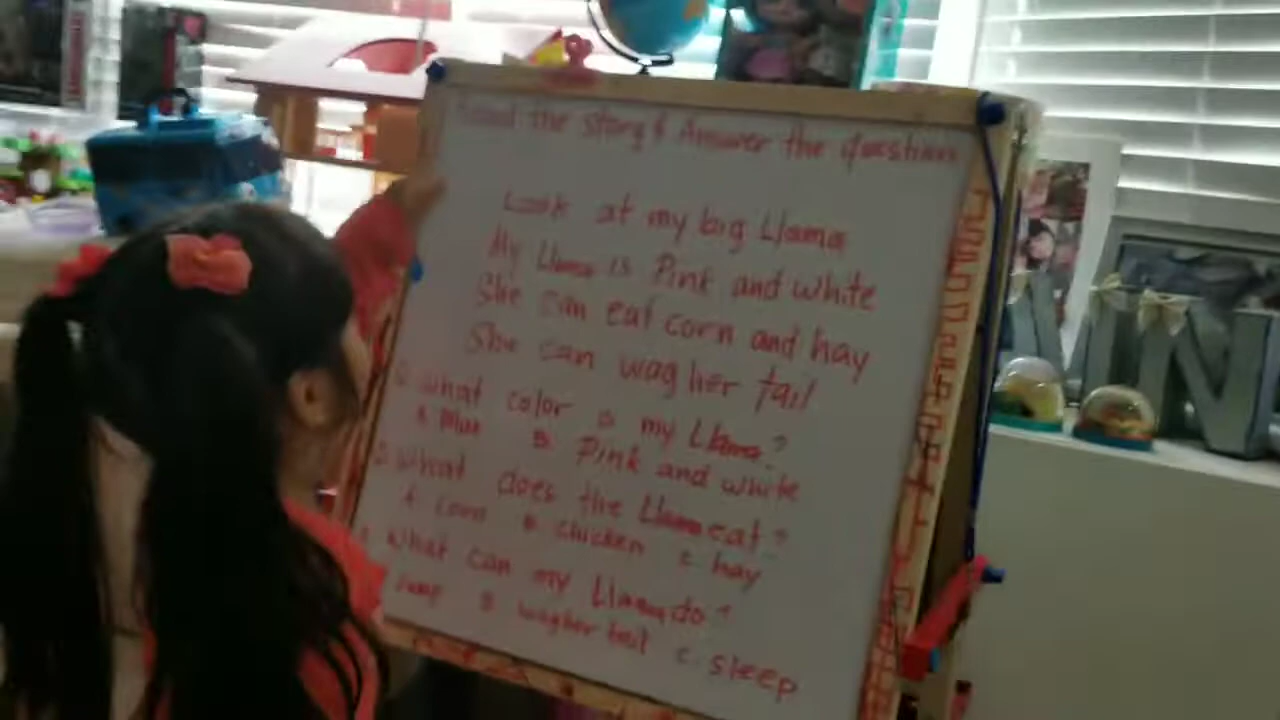 Read the story & Answer the question
Look at my big Llama
My Llama is Pink and white
She can eat corn and hay
She can wag her tail
what color is my Llama?
A Blue B. Pink and white
what does the Llama eat?
A corn B chicken c hay
what can my Llama do?
Jump B wag her tail c. sleep
N